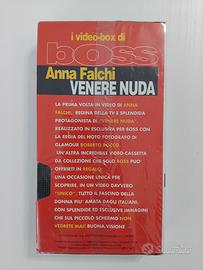 i video-box di
boss
Anna Falchi
VENERE NUDA
LA PRIMA VOLTA IN VIDEO DI ANNA
FALCHI, REGINA DELLA TV E SPLENDIDA
PROTAGONISTA DI "VENERE NUDA".
REALIZZATO IN ESCLUSIVA PER BOSS CON
LA REGIA DEL NOTO FOTOGRAFO DI
GLAMOUR ROBERTO ROCCO.
UN'ALTRA INCREDIBILE VIDEO-CASSETTA
DA COLLEZIONE CHE SOLO BOSS PUO'
OFFRIRTI IN REGALO.
UNA OCCASIONE UNICA PER
SCOPRIRE, IN UN VIDEO DAVVERO
"UNICO", TUTTO IL FASCINO DELLA
DONNA PIU' AMATA DAGLI ITALIANI,
CON SPLENDIDE ED ESCLUSIVE IMMAGINI
CHE SUL PICCOLO SCHERMO NON
VEDRETE MAI! BUONA VISIONE
subito